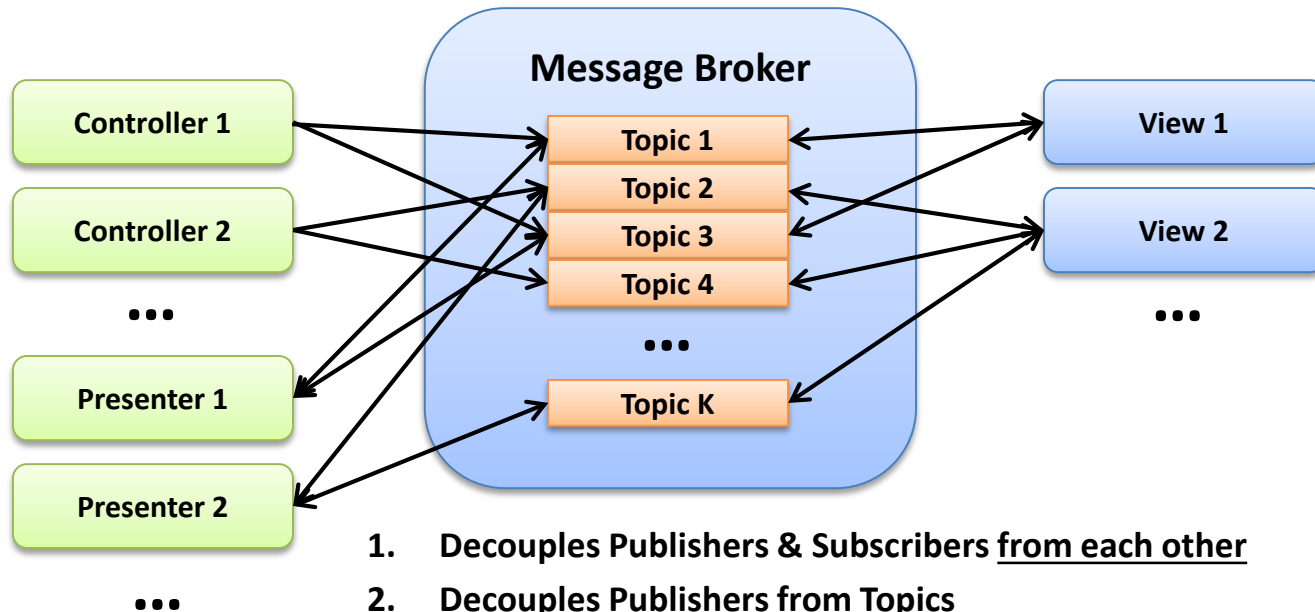 Message Broker
Controller 1
Controller 2
...
Presenter 1
Presenter 2
...
Topic 1
Topic 2
Topic 3
Topic 4
...
Topic K
View 1
View 2
...
1. Decouples Publishers & Subscribers from each other
2. Decouples Publishers from Topics